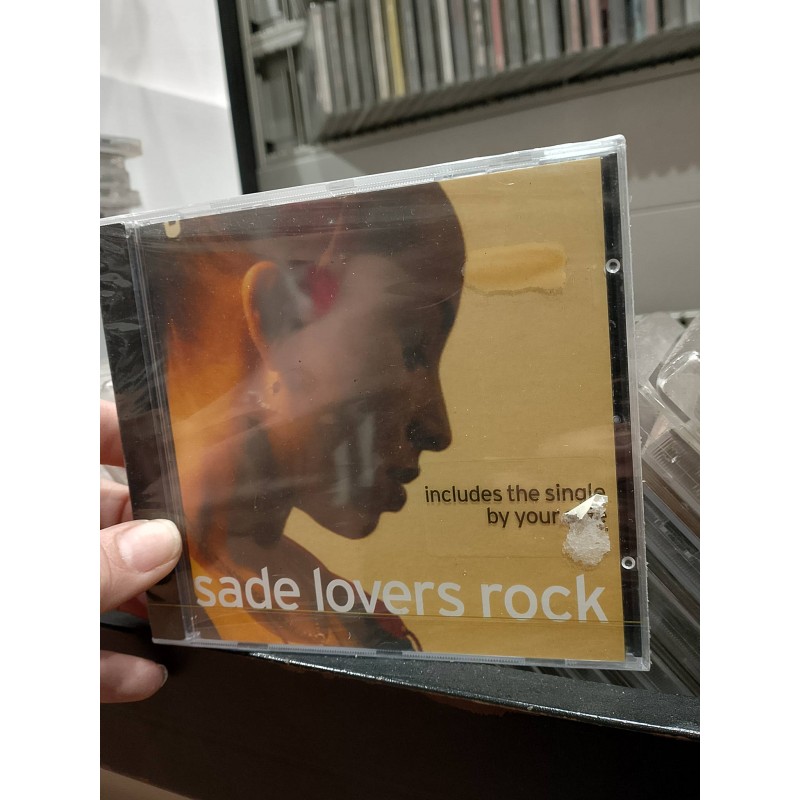 includes the single
by your
sade lovers rock